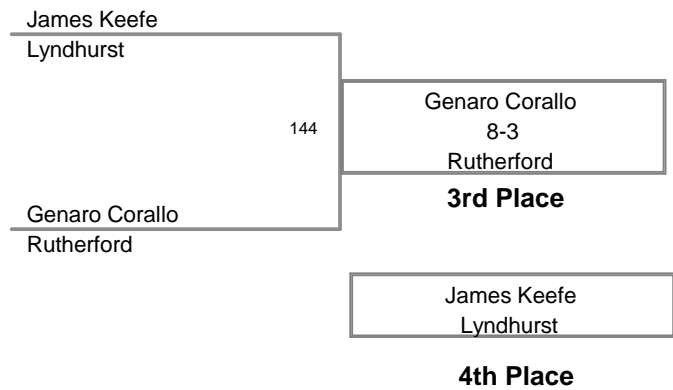 James Keefe
Lyndhurst
144
Genaro Corallo
8-3
Rutherford
3rd Place
Genaro Corallo
Rutherford
James Keefe
Lyndhurst
4th Place